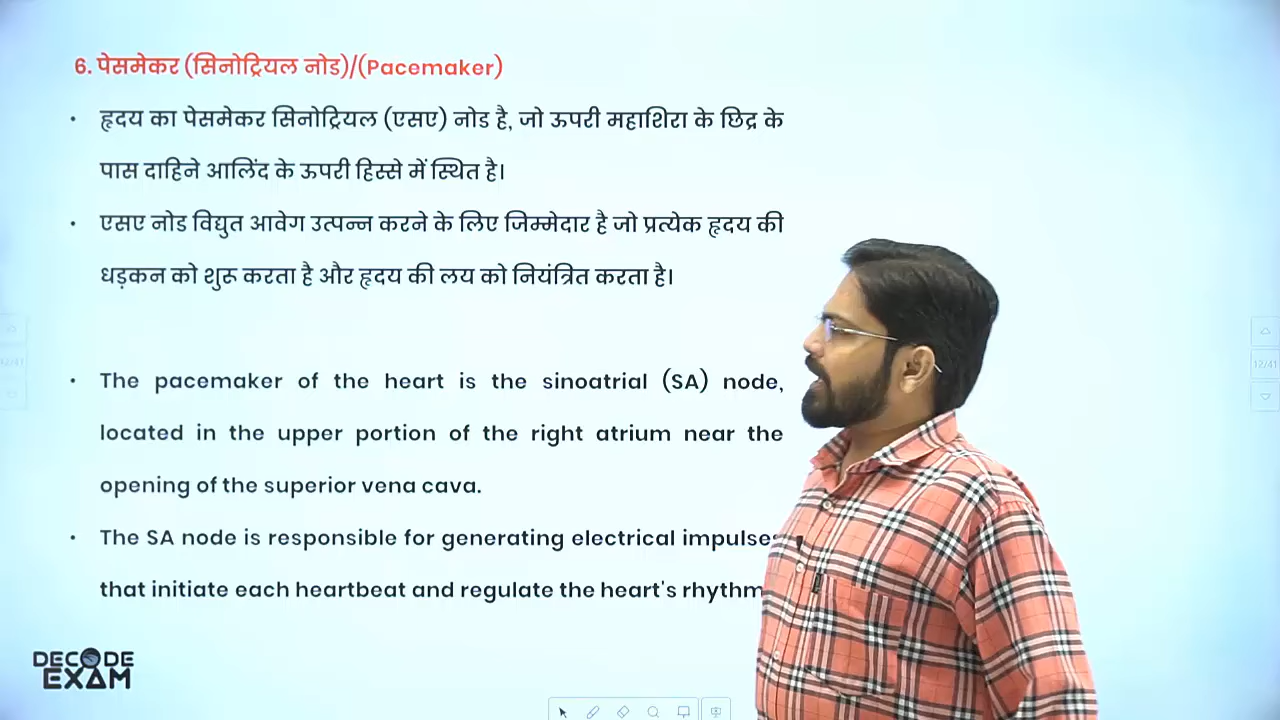 6. पेसमेकर (सिनोट्रियल नोड)/(Pacemaker)
• हृदय का पेसमेकर सिनोट्रियल (एसए) नोड है, जो ऊपरी महाशिरा के छिद्र के
पास दाहिने आलिंद के ऊपरी हिस्से में स्थित है।
• एसए नोड विद्युत आवेग उत्पन्न करने के लिए जिम्मेदार है जो प्रत्येक हृदय की
धड़कन को शुरू करता है और हृदय की लय को नियंत्रित करता है।
• The pacemaker of the heart is the sinoatrial (SA) node,
located in the upper portion of the right atrium near the
opening of the superior vena cava.
• The SA node is responsible for generating electrical impulses
that initiate each heartbeat and regulate the heart's rhythm
12/41
DECODE
EXAM